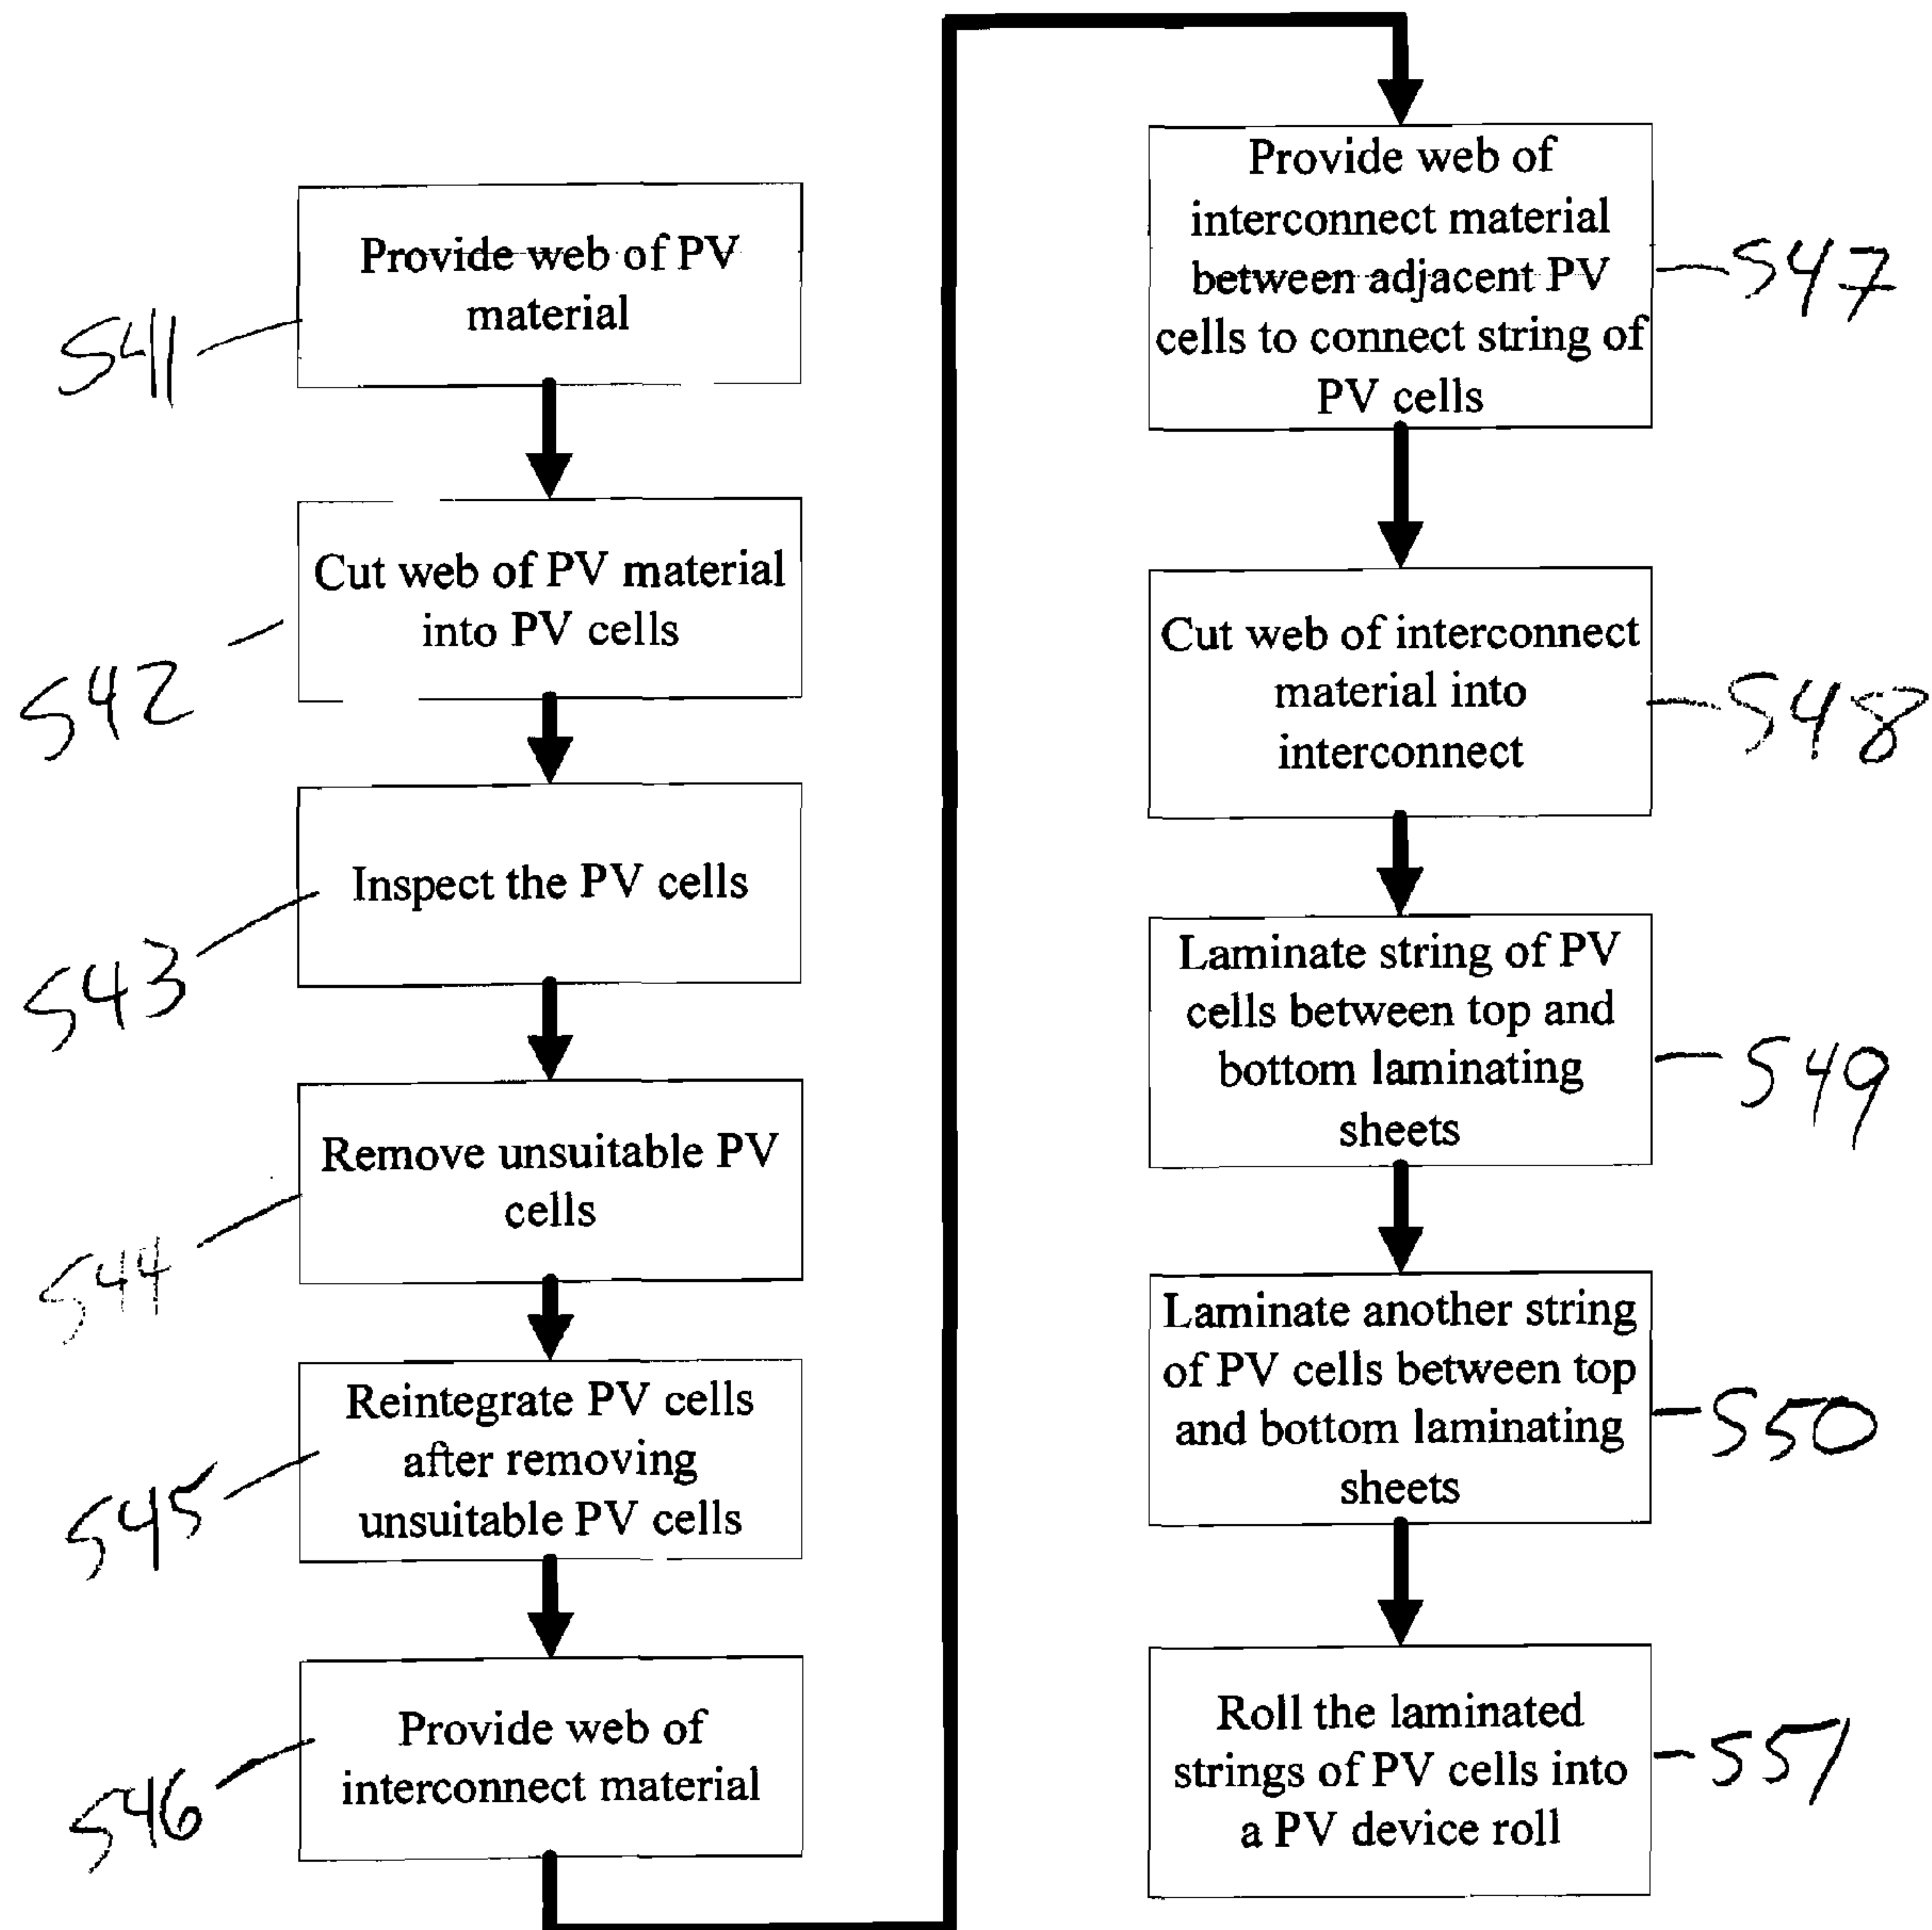 Provide web of PV
material
S41
Cut web of PV material
into PV cells
S42
Inspect the PV cells
S43
Remove unsuitable PV
cells
S44
Reintegrate PV cells
after removing
unsuitable PV cells
S45
Provide web of
interconnect material
S46
Provide web of
interconnect material
between adjacent PV
cells to connect string of
PV cells
S47
Cut web of interconnect
material into
interconnect
S48
Laminate string of PV
cells between top and
bottom laminating
sheets
S49
Laminate another string
of PV cells between top
and bottom laminating
sheets
S50
Roll the laminated
strings of PV cells into
a PV device roll
S51